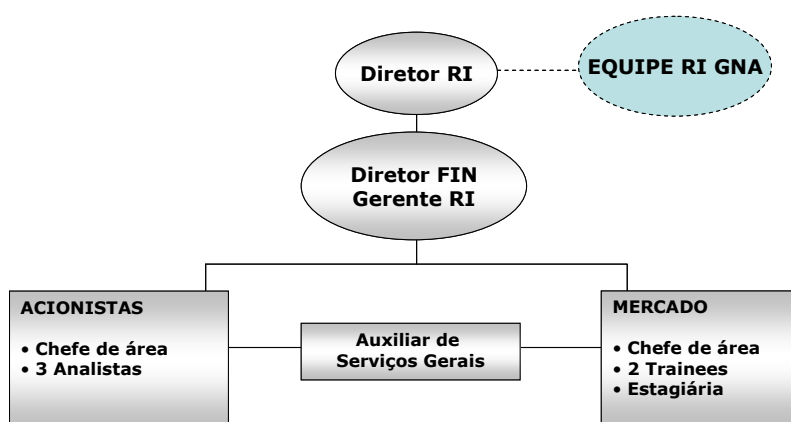 Diretor RI
EQUIPE RI GNA
Diretor FIN
Gerente RI
ACIONISTAS
• Chefe de área
• 3 Analistas
Auxiliar de
Serviços Gerais
MERCADO
• Chefe de área
• 2 Trainees
• Estagiária